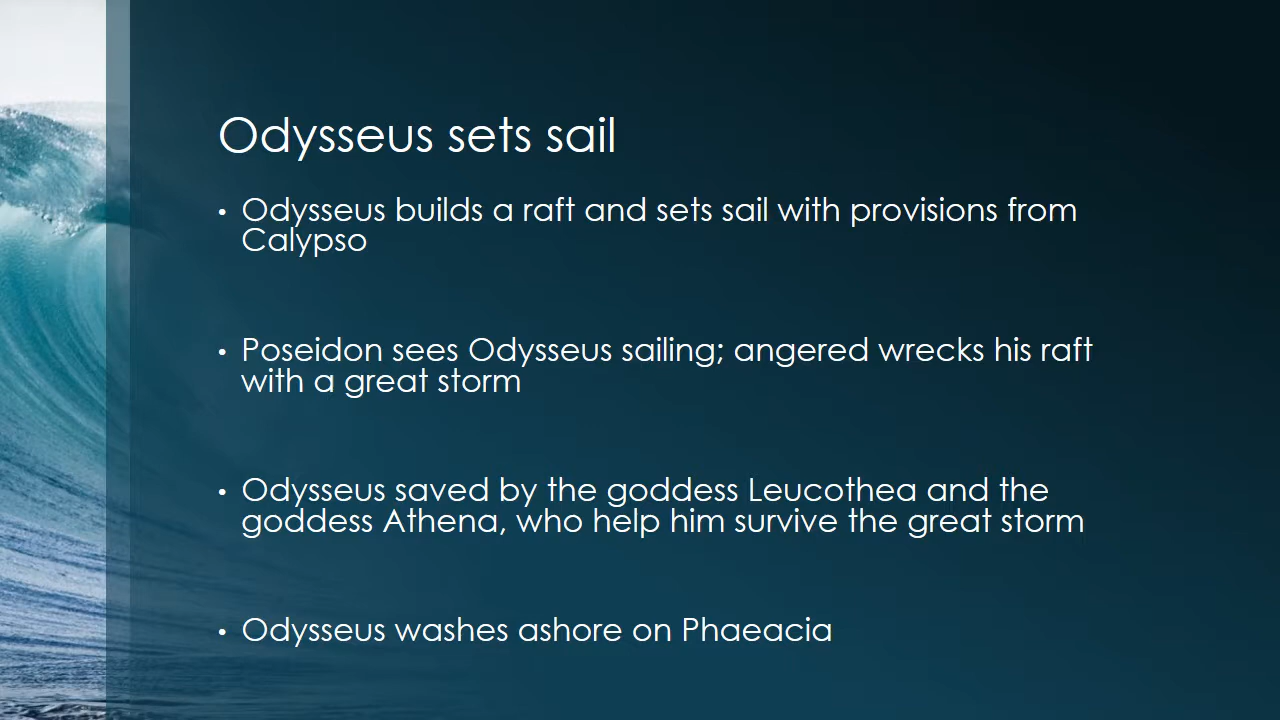 Odysseus sets sail
• Odysseus builds a raft and sets sail with provisions from
Calypso
• Poseidon sees Odysseus sailing; angered wrecks his raft
with a great storm
• Odysseus saved by the goddess Leucothea and the
goddess Athena, who help him survive the great storm
• Odysseus washes ashore on Phaeacia